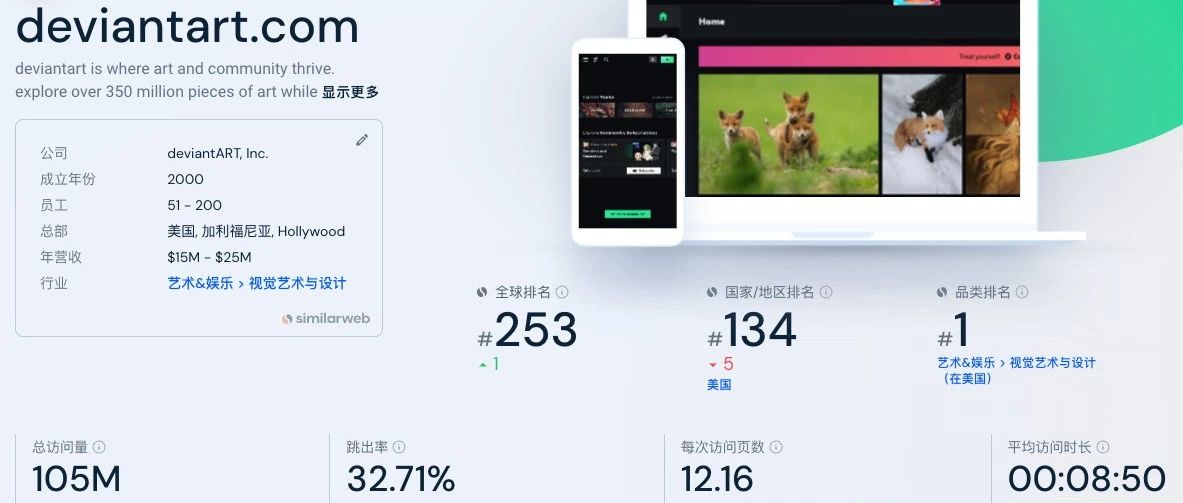 deviantart.com
deviantart is where art and community thrive.
explore over 350 million pieces of art while 显示更多
公司 deviantART, Inc.
成立年份 2000
员工 51 - 200
总部 美国, 加利福尼亚, Hollywood
年营收 $15M - $25M
行业 艺术&娱乐 > 视觉艺术与设计
similarweb
Home
Treat yourself!
全球排名
#253
1
国家/地区排名
#134
5
美国
品类排名
#1
艺术&娱乐 > 视觉艺术与设计
（在美国）
总访问量
105M
跳出率
32.71%
每次访问页数
12.16
平均访问时长
00:08:50